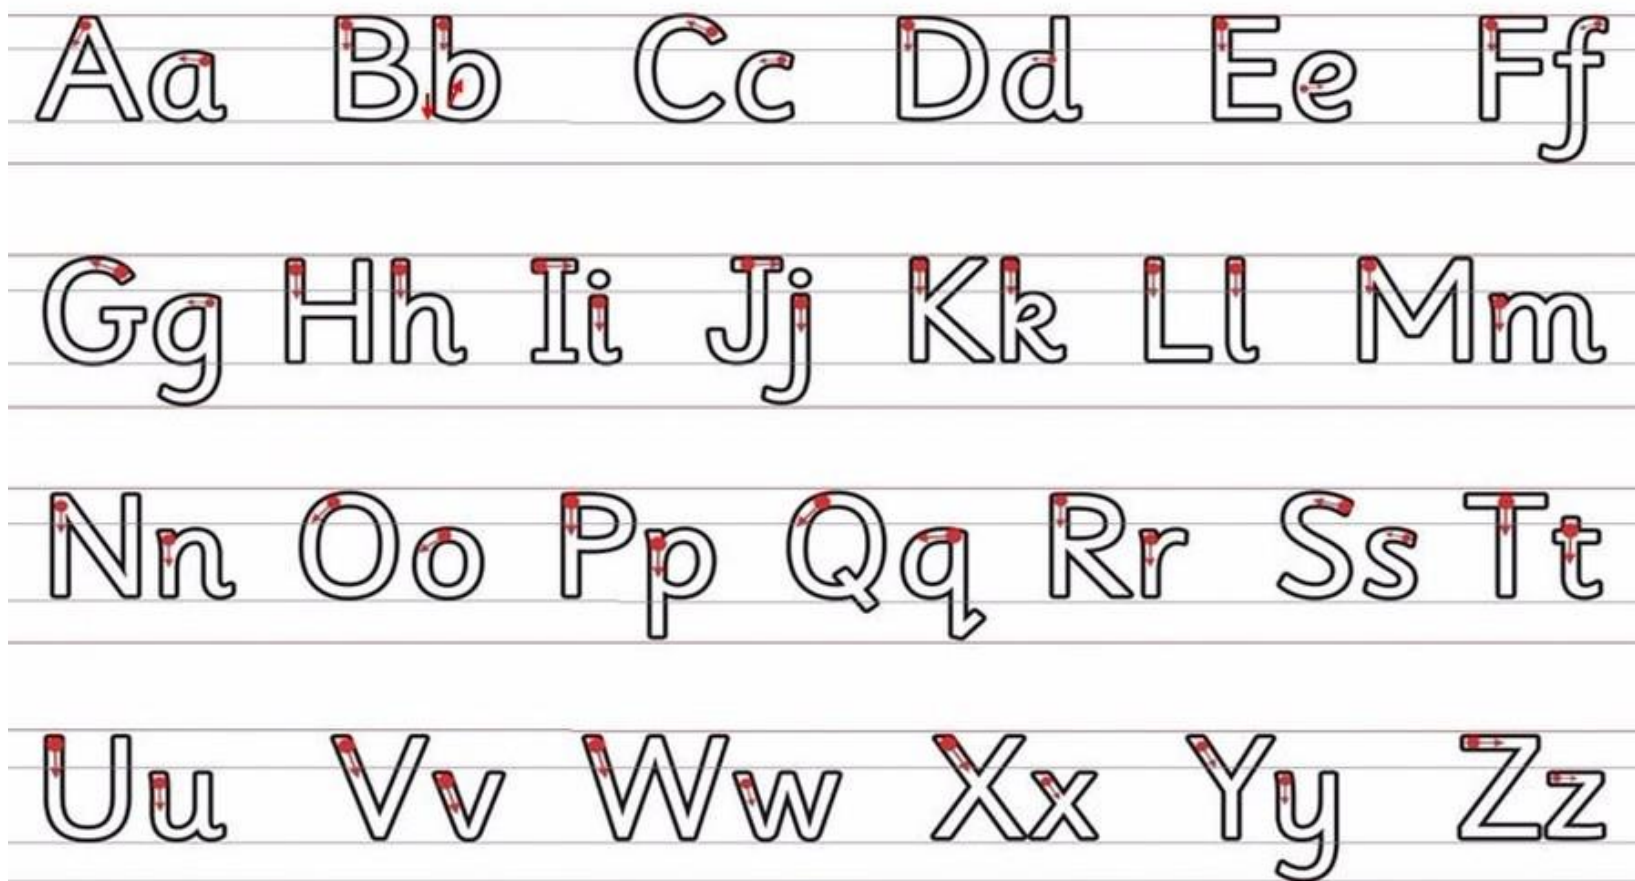 Aa Bb Cc Dd Ee Ff
Gg Hh Ii Jj Kk Ll Mm
Nn Oo Pp Qq Rr Ss Tt
Uu Vv Ww Xx Yy Zz